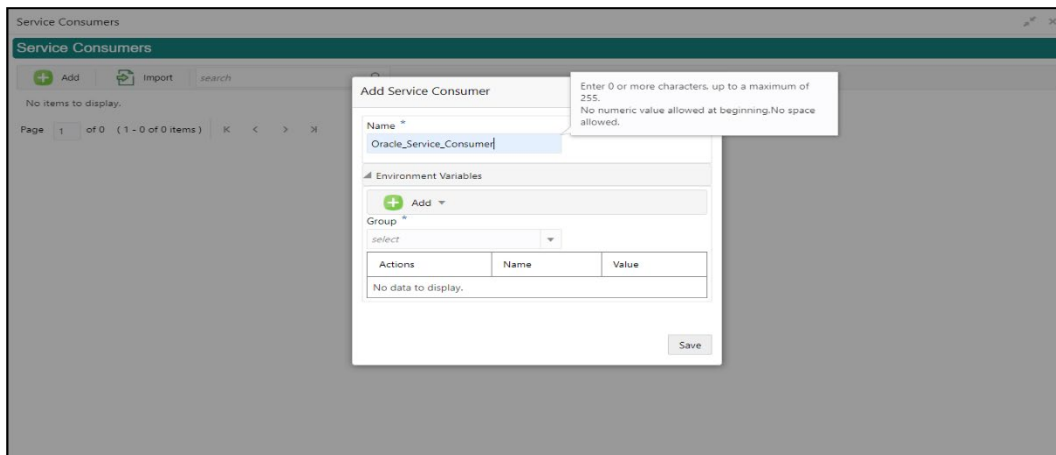 Service Consumers
Service Consumers
Add Import search
No items to display.
Page 1 of 0 (1 - 0 of 0 items)
Add Service Consumer
Enter 0 or more characters, up to a maximum of
255.
No numeric value allowed at beginning.No space
allowed.
Name *
Oracle_Service_Consumer
Environment Variables
Add
Group *
select
Actions Name Value
No data to display.
Save